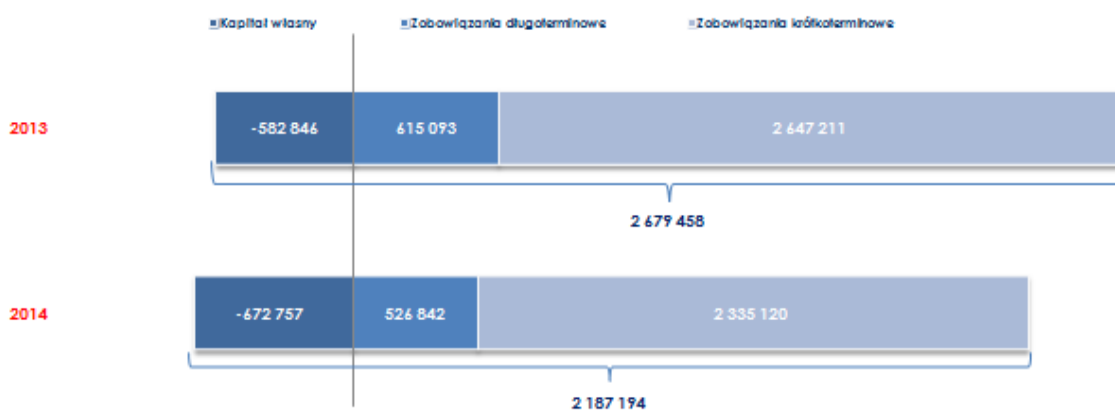 Kapitał własny Zobowiązania długoterminowe Zobowiązania krótkoterminowe
2013 -582 846 615 093 2 647 211
2 679 458
2014 -672 757 526 842 2 335 120
2 187 194